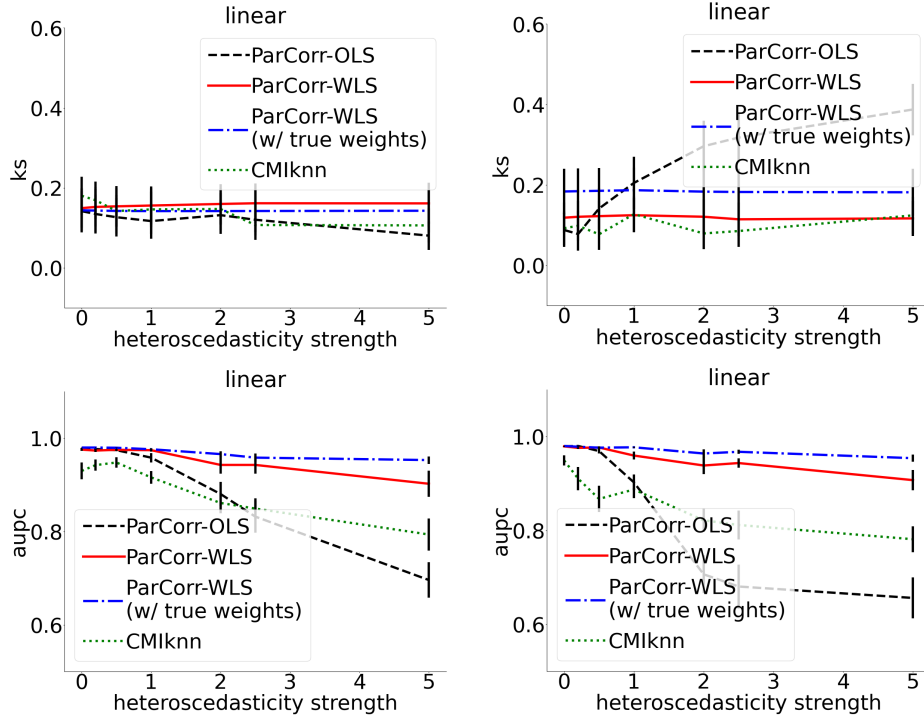 linear
0.6
0.4
0.2
0.0
ks
ParCorr-OLS
ParCorr-WLS
ParCorr-WLS
(w/ true weights)
CMIknn
0 1 2 3 4 5
heteroscedasticity strength
linear
0.6
0.4
0.2
0.0
ks
ParCorr-OLS
ParCorr-WLS
ParCorr-WLS
(w/ true weights)
CMIknn
0 1 2 3 4 5
heteroscedasticity strength
linear
1.0
0.8
0.6
aupc
ParCorr-OLS
ParCorr-WLS
ParCorr-WLS
(w/ true weights)
CMIknn
0 1 2 3 4 5
heteroscedasticity strength
linear
1.0
0.8
0.6
aupc
ParCorr-OLS
ParCorr-WLS
ParCorr-WLS
(w/ true weights)
CMIknn
0 1 2 3 4 5
heteroscedasticity strength